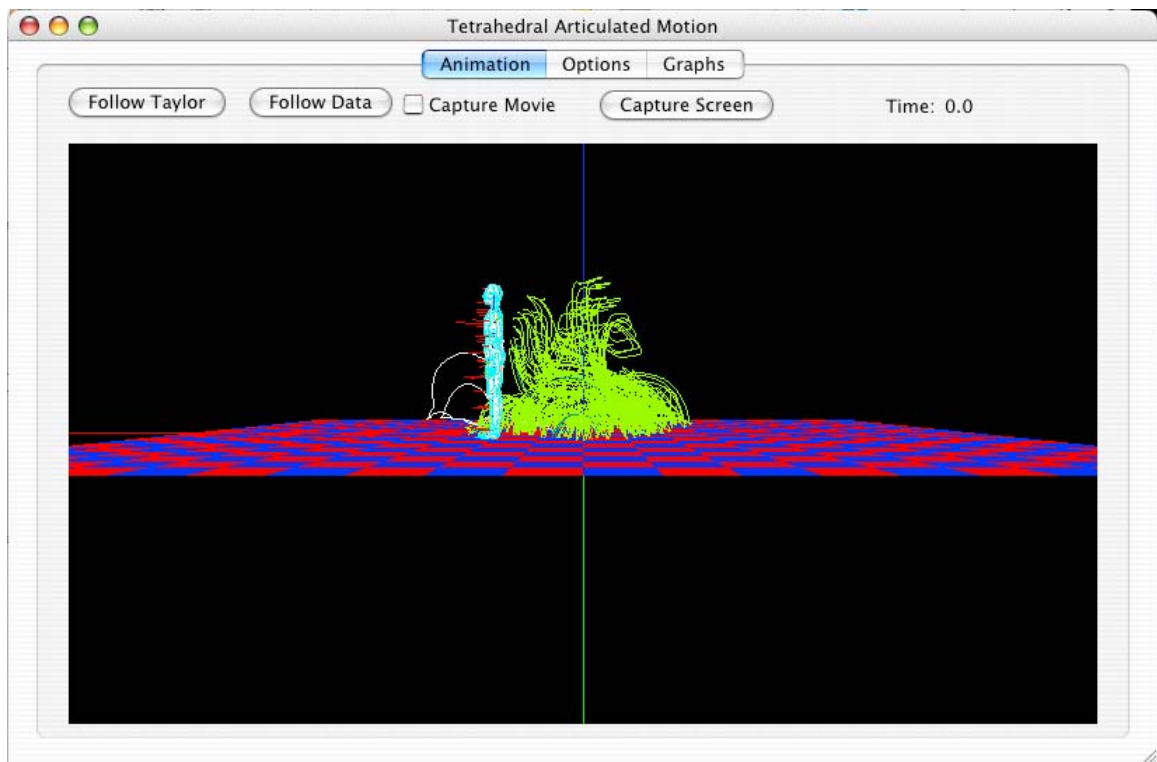 Tetrahedral Articulated Motion
Animation Options Graphs
Follow Taylor Follow Data Capture Movie Capture Screen Time: 0.0